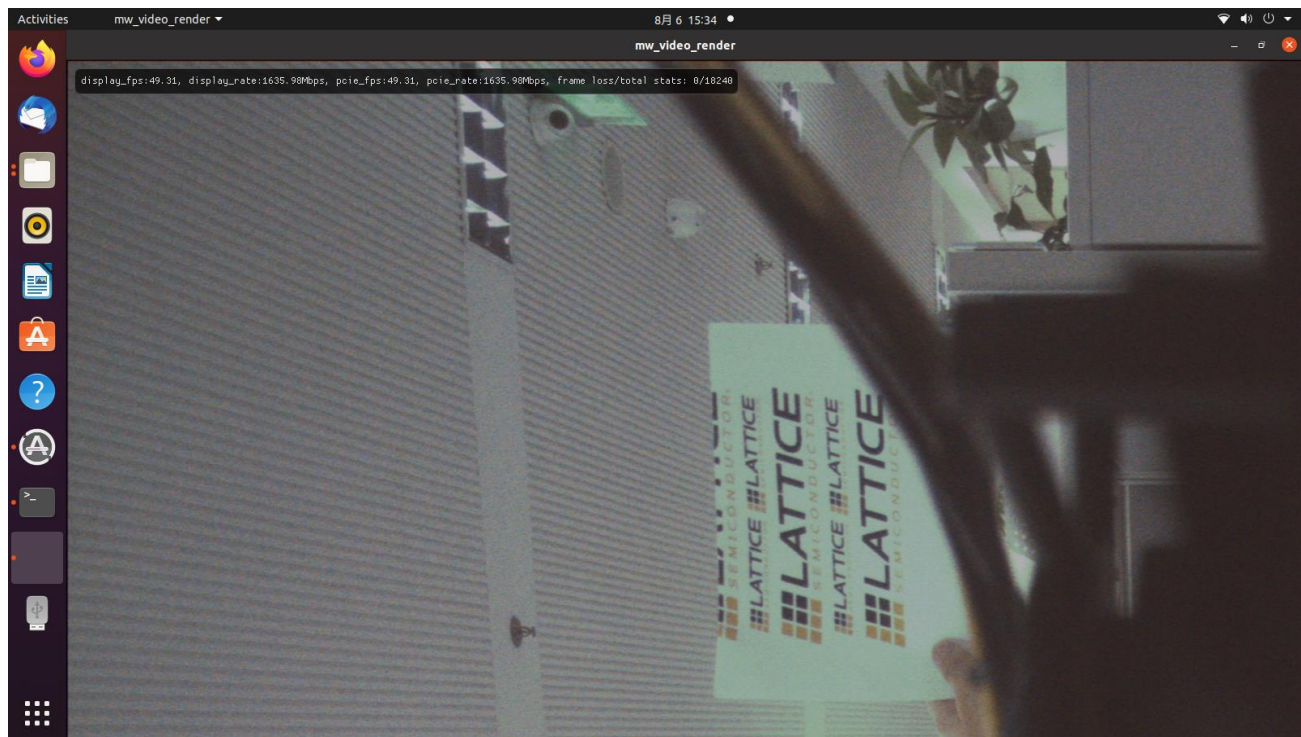 Activities
mw_video_render
8月 6 15:34
mw_video_render
display_fps:49.31, display_rate:1635.98Mbps, pcie_fps:49.31, pcie_rate:1635.98Mbps, frame loss/total stats: 0/18240
SEMICONDUCTOR
LATTICE LATTICE
LATTICE
SEMICONDUCTOR
LATTICE LATTICE
LATTICE
SEMICONDUCTOR